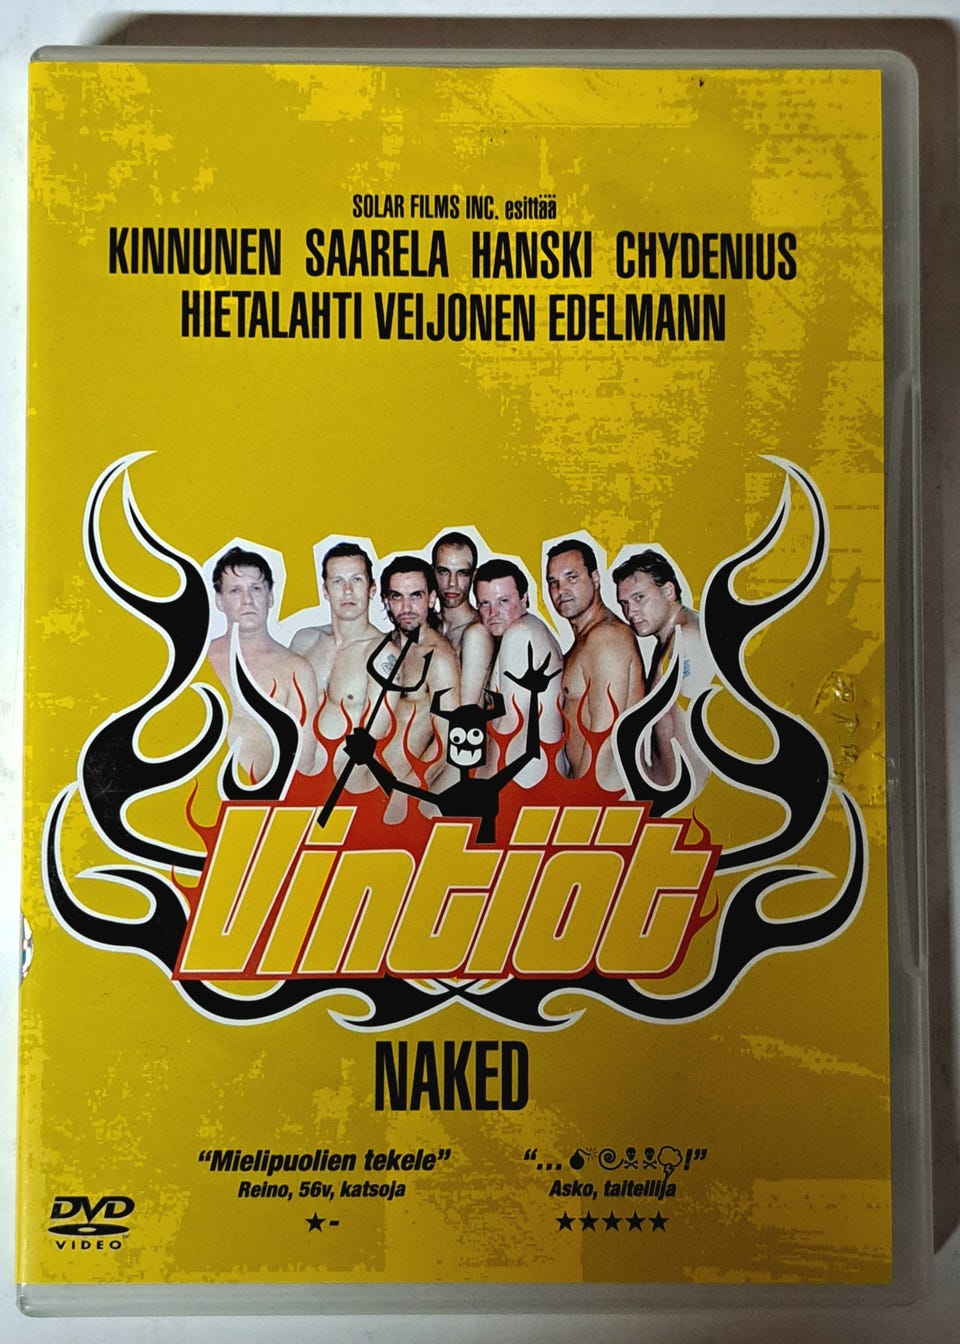 SOLAR FILMS INC. esittää
KINNUNEN SAARELA HANSKI CHYDENIUS
HIETALAHTI VEIJONEN EDELMANN
Vintiöt
NAKED
“Mielipuolien tekele”
Reino, 56v, katsoja
★-
“...💣︎@☠☠🗯!”
Asko, taiteilija
★★★★★
DVD
VIDEO